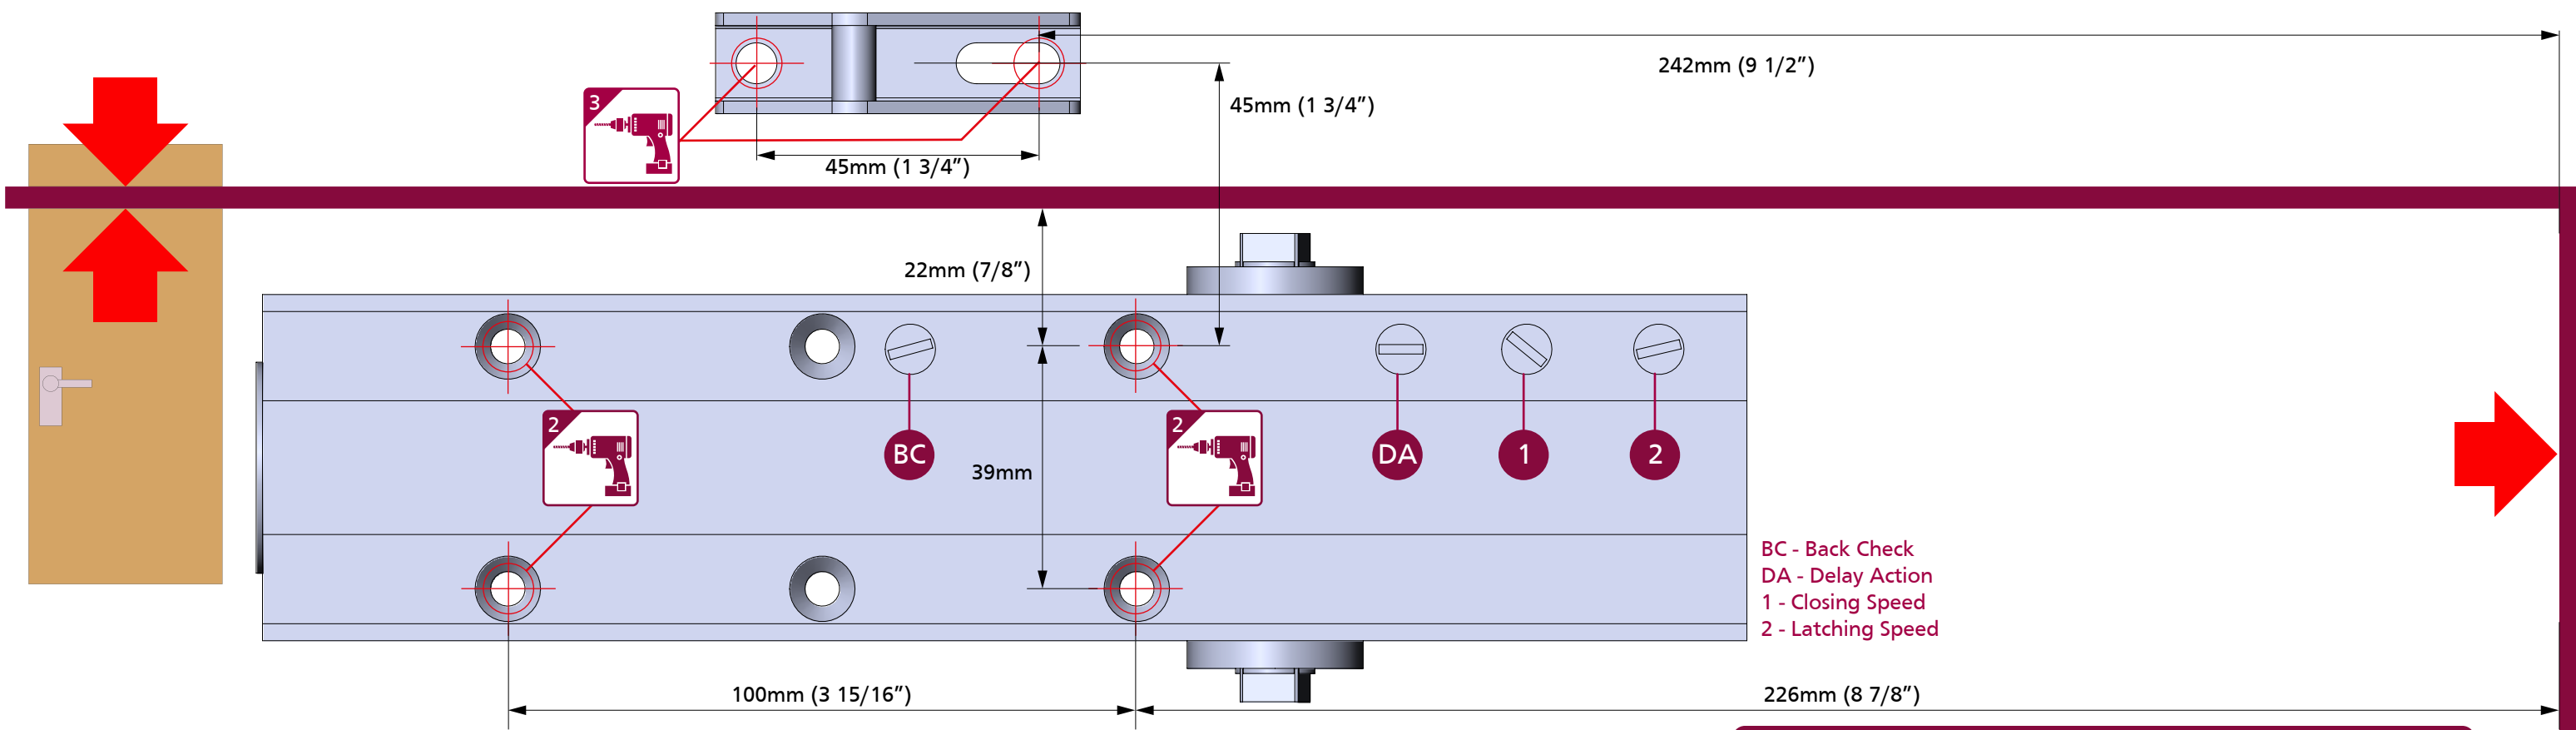 242mm (9 1/2”)
3
45mm (1 3/4”)
45mm (1 3/4”)
22mm (7/8”)
2
2
BC
DA
1
2
39mm
BC - Back Check
DA - Delay Action
1 - Closing Speed
2 - Latching Speed
100mm (3 15/16”)
226mm (8 7/8”)